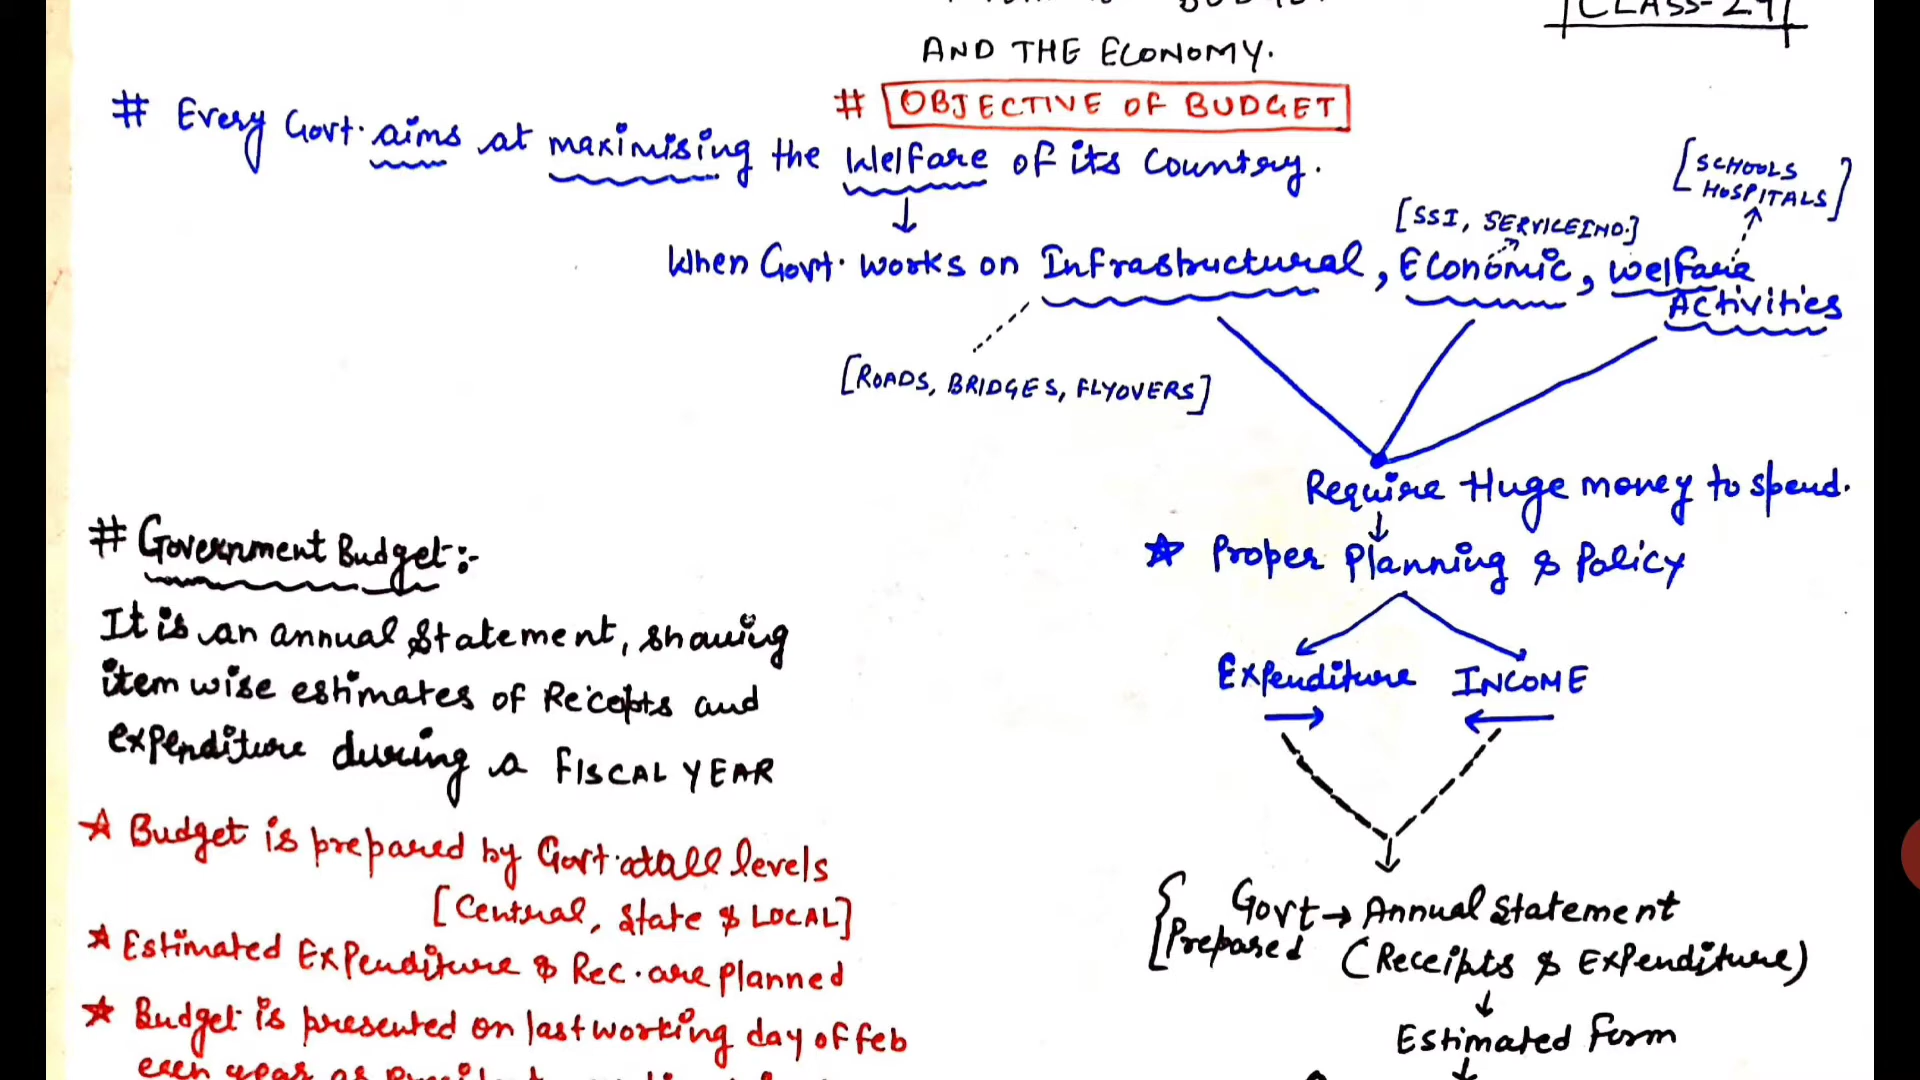 CLASS-29
AND THE ECONOMY.
# OBJECTIVE OF BUDGET
# Every Govt. aims at maximising the Welfare of its Country.
[SCHOOLS
HOSPITALS]
[SSI, SERVICE IND.]
When Govt. works on Infrastructural, Economic, welfare
Activities
[ROADS, BRIDGES, FLYOVERS]
Require Huge money to spend.
Proper Planning & Policy
Expenditure INCOME
# Government Budget:-
It is an annual Statement, showing
item wise estimates of Receipts and
expenditure during a FISCAL YEAR
Budget is prepared by Govt. at all levels
[Central, State & LOCAL]
Estimated Expenditure & Rec. are planned
Budget is presented on last working day of feb
each year
Govt → Annual Statement
Prepared (Receipts & Expenditure)
Estimated Form